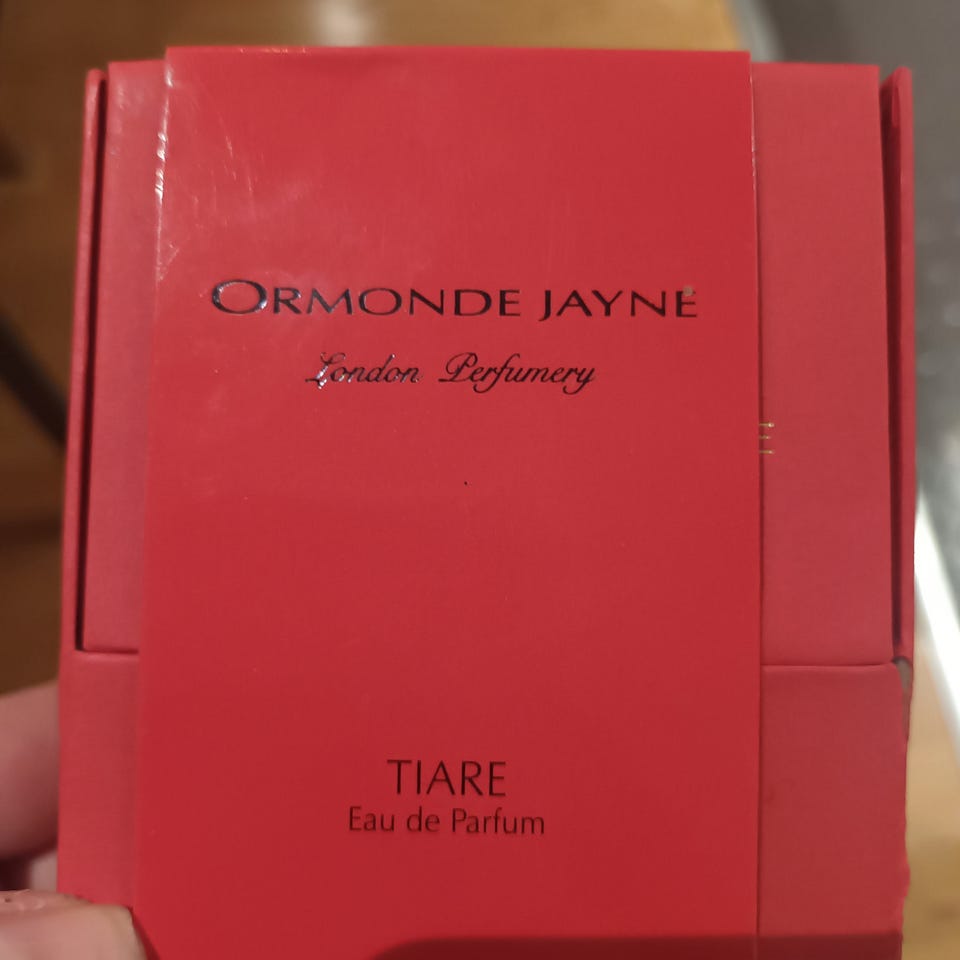 ORMONDE JAYNE
London Perfumery
TIARE
Eau de Parfum